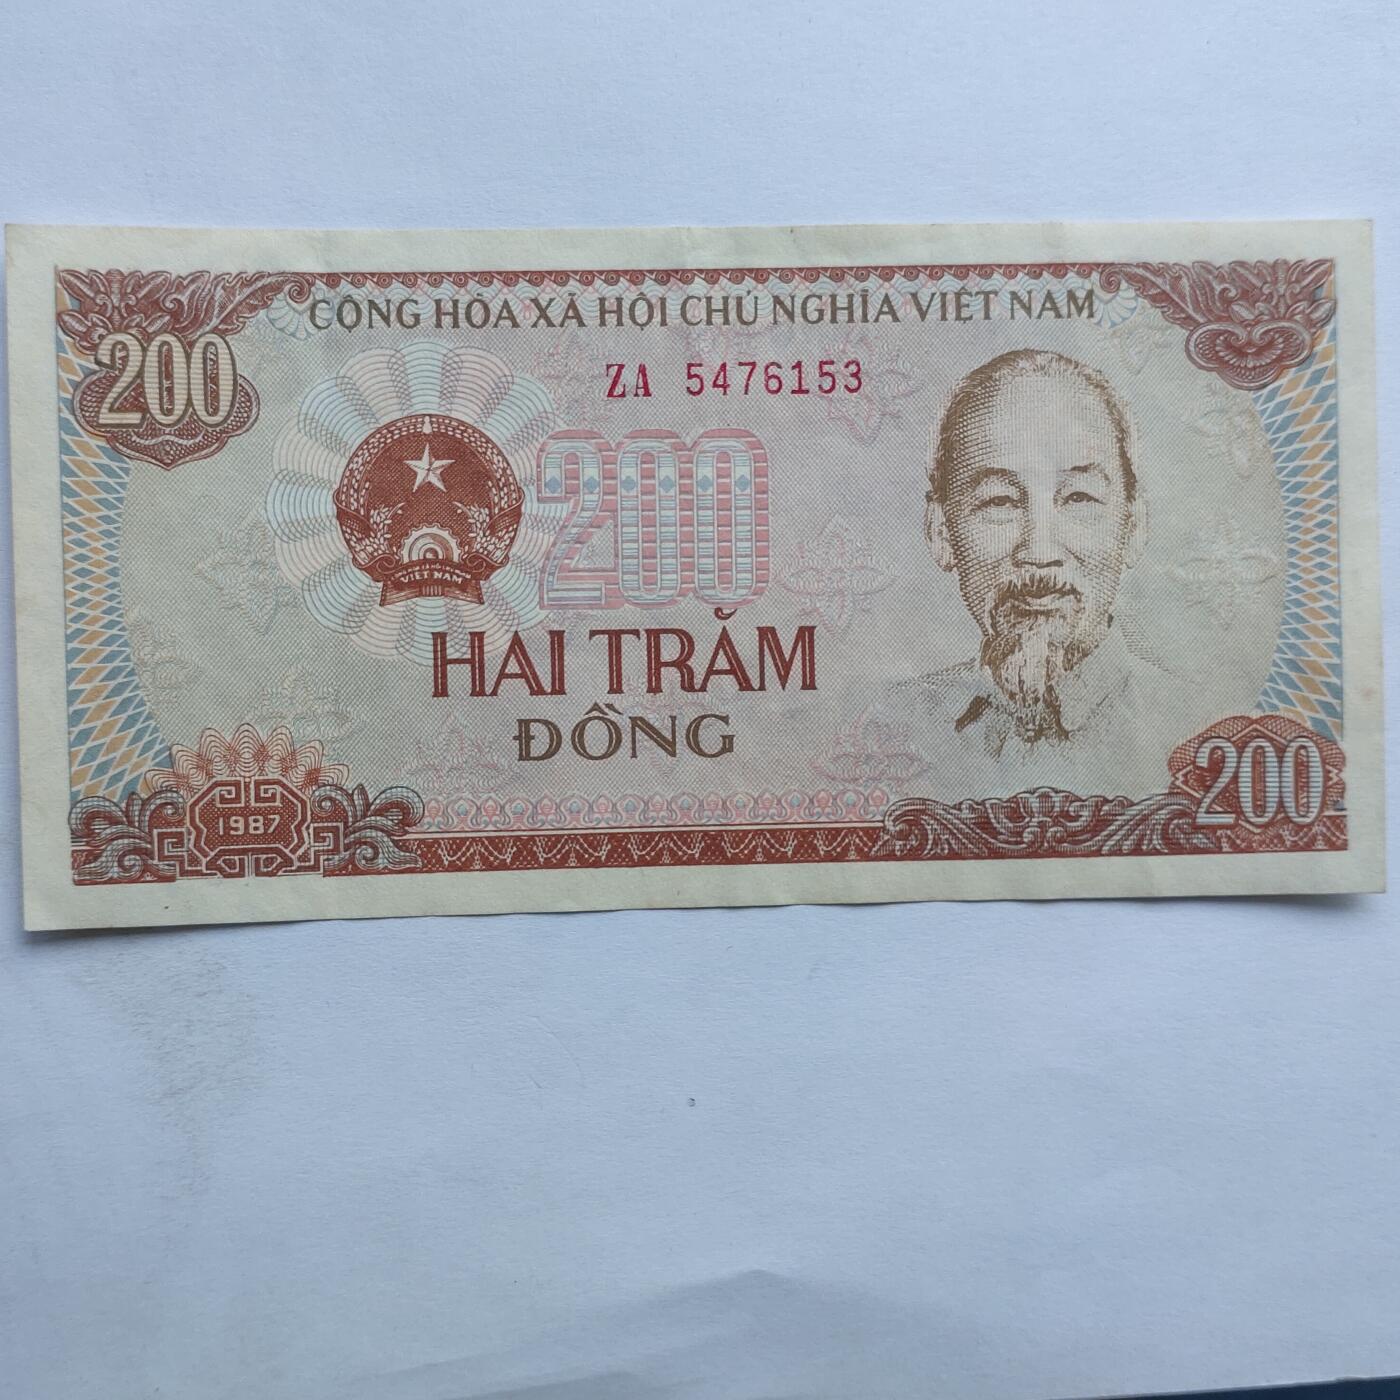 CỘNG HÒA XÃ HỘI CHỦ NGHĨA VIỆT NAM
200
ZA 5476153
200
VIỆT NAM
HAI TRĂM
ĐỒNG
1987
200